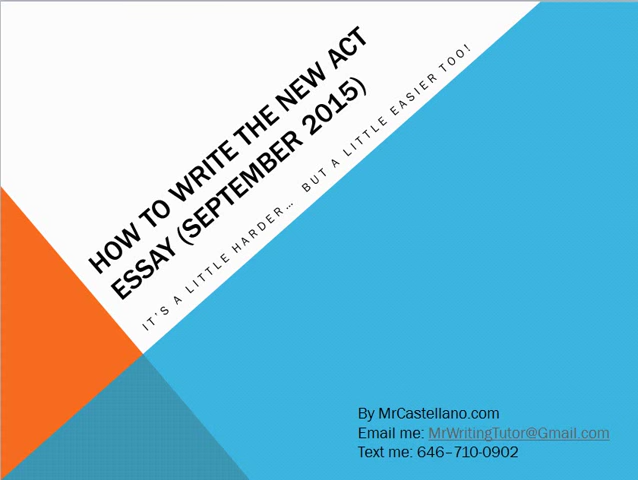 HOW TO WRITE THE NEW ACT
ESSAY (SEPTEMBER 2015)
IT'S A LITTLE HARDER... BUT A LITTLE EASIER TOO!
By MrCastellano.com
Email me: MrWritingTutor@Gmail.com
Text me: 646–710-0902